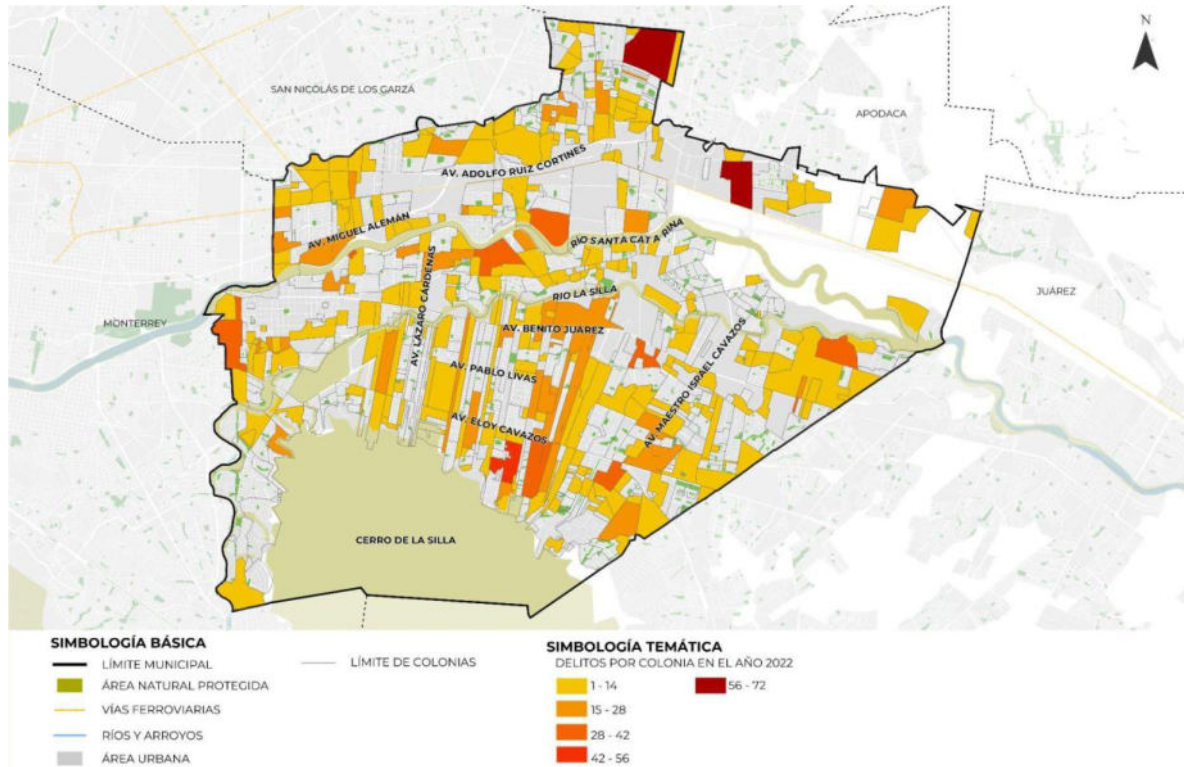 N
SAN NICOLÁS DE LOS GARZA
APODACA
AV. ADOLFO RUIZ CORTINES
AV. MIGUEL ALEMÁN
RÍO SANTA CATARINA
AV. LÁZARO CÁRDENAS
RIO LA SILLA
JUÁREZ
MONTERREY
AV. BENITO JUÁREZ
AV. PABLO LIVAS
AV. MAESTRO ISRAEL CAVAZOS
AV. ELOY CAVAZOS
CERRO DE LA SILLA
SIMBOLOGÍA BÁSICA
LÍMITE MUNICIPAL
LÍMITE DE COLONIAS
ÁREA NATURAL PROTEGIDA
VÍAS FERROVIARIAS
RÍOS Y ARROYOS
ÁREA URBANA
SIMBOLOGÍA TEMÁTICA
DELITOS POR COLONIA EN EL AÑO 2022
1 - 14
56 - 72
15 - 28
28 - 42
42 - 56